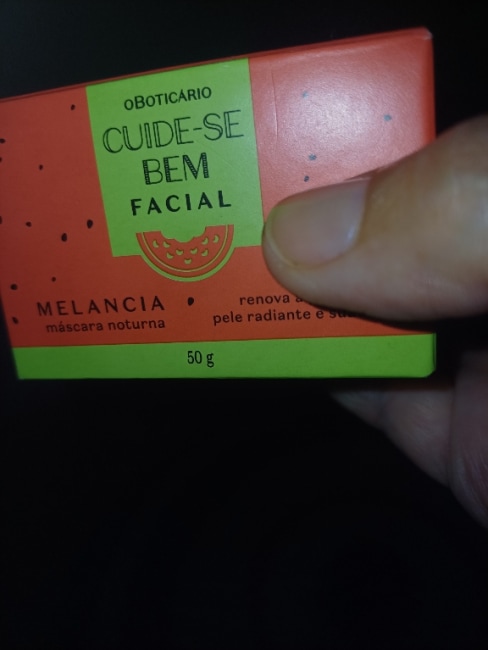 oBOTICÁRIO
CUIDE-SE
BEM
FACIAL
MELANCIA
máscara noturna
renova
pele radiante e
50 g